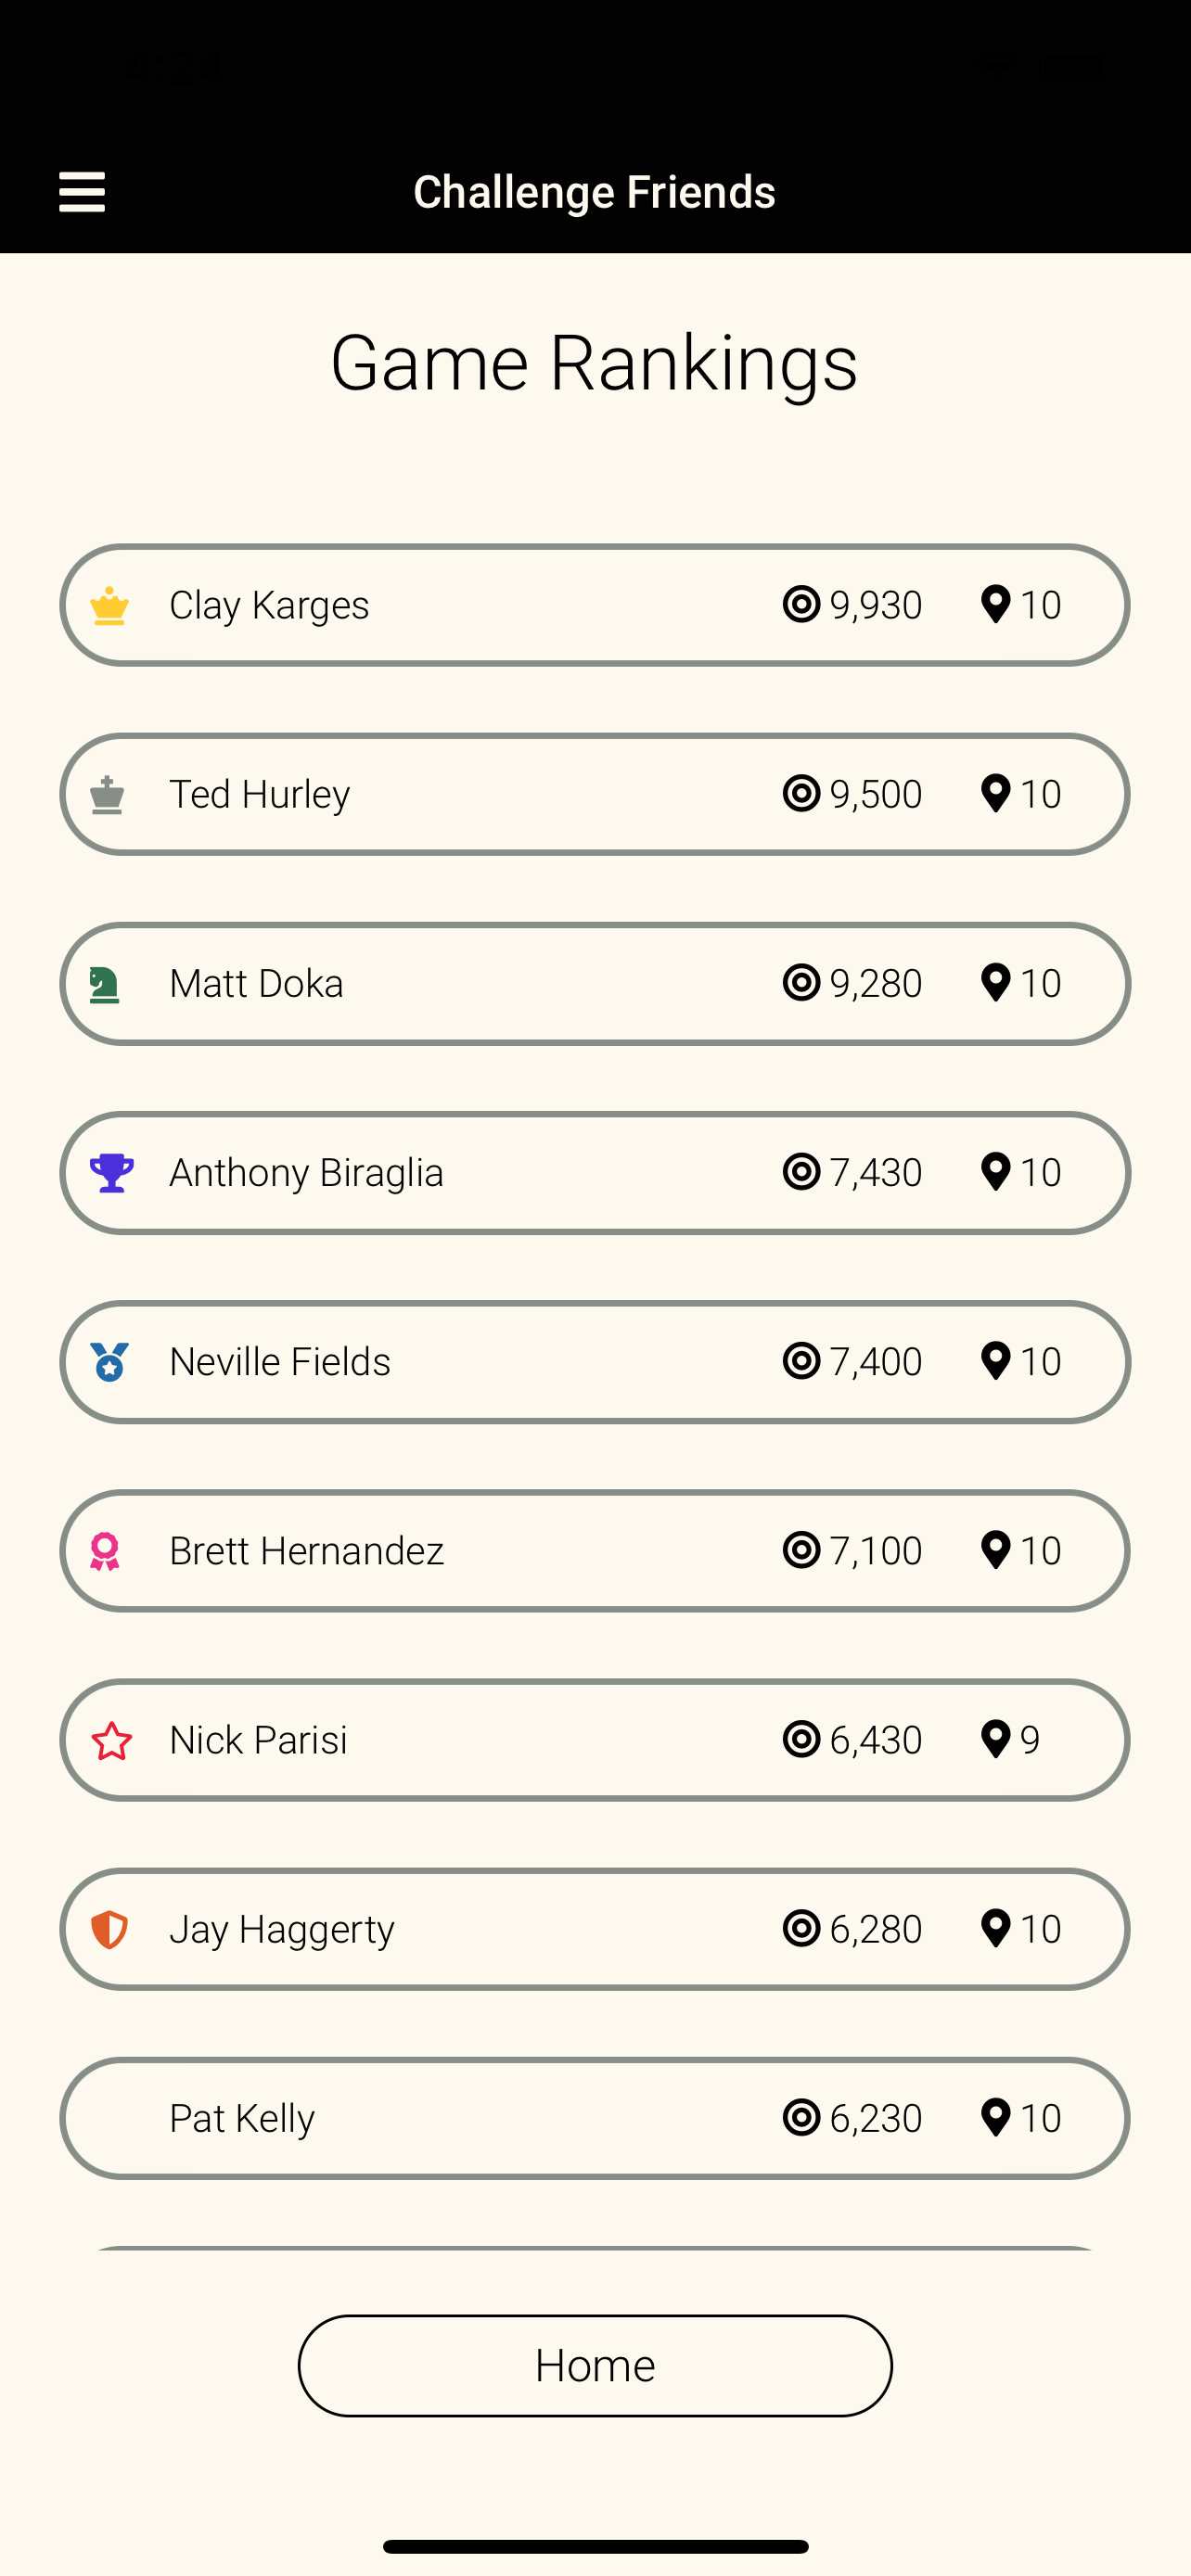 4:24
Challenge Friends
Game Rankings
Clay Karges 9,930 10
Ted Hurley 9,500 10
Matt Doka 9,280 10
Anthony Biraglia 7,430 10
Neville Fields 7,400 10
Brett Hernandez 7,100 10
Nick Parisi 6,430 9
Jay Haggerty 6,280 10
Pat Kelly 6,230 10
Home